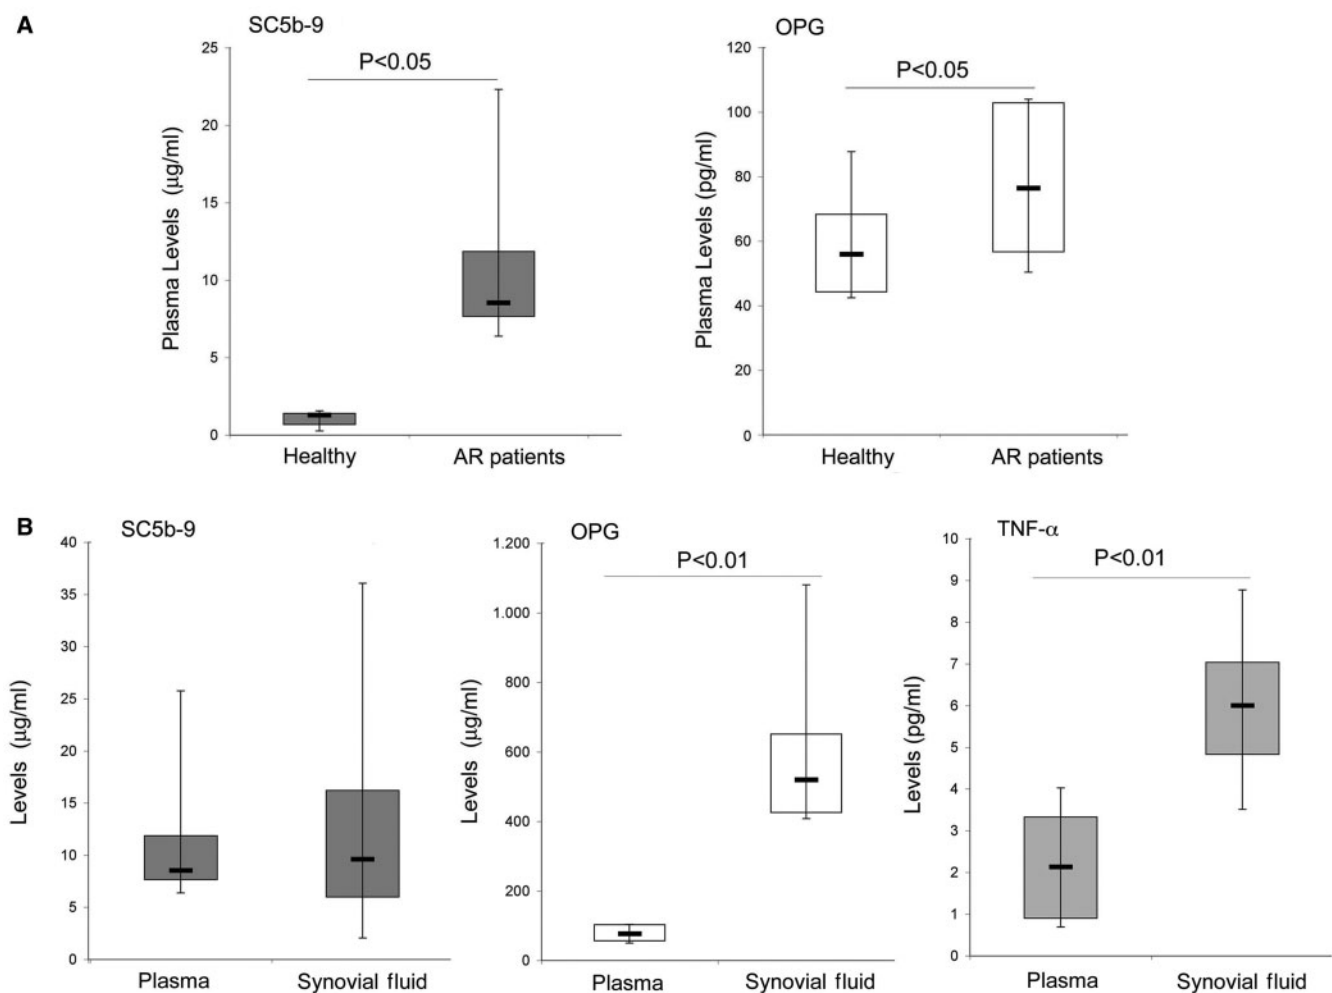 A
SC5b-9
P<0.05
Plasma Levels (μg/ml)
25
20
15
10
5
0
Healthy
AR patients
OPG
P<0.05
Plasma Levels (pg/ml)
120
100
80
60
40
20
0
Healthy
AR patients
B
SC5b-9
Levels (μg/ml)
40
35
30
25
20
15
10
5
0
Plasma
Synovial fluid
OPG
P<0.01
Levels (μg/ml)
1.200
1.000
800
600
400
200
0
Plasma
Synovial fluid
TNF-α
P<0.01
Levels (pg/ml)
10
9
8
7
6
5
4
3
2
1
0
Plasma
Synovial fluid